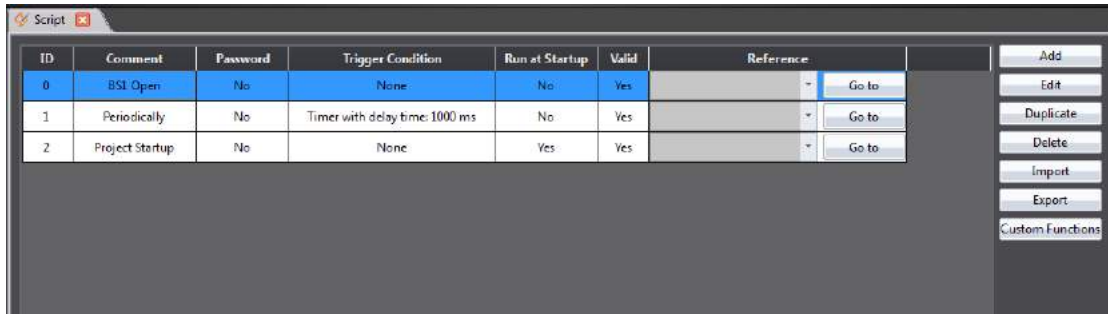 Script
ID Comment Password Trigger Condition Run at Startup Valid Reference Add
0 BS1 Open No None No Yes Go to Edit
1 Periodically No Timer with delay time: 1000 ms No Yes Go to Duplicate
2 Project Startup No None Yes Yes Go to Delete
Import
Export
Custom Functions